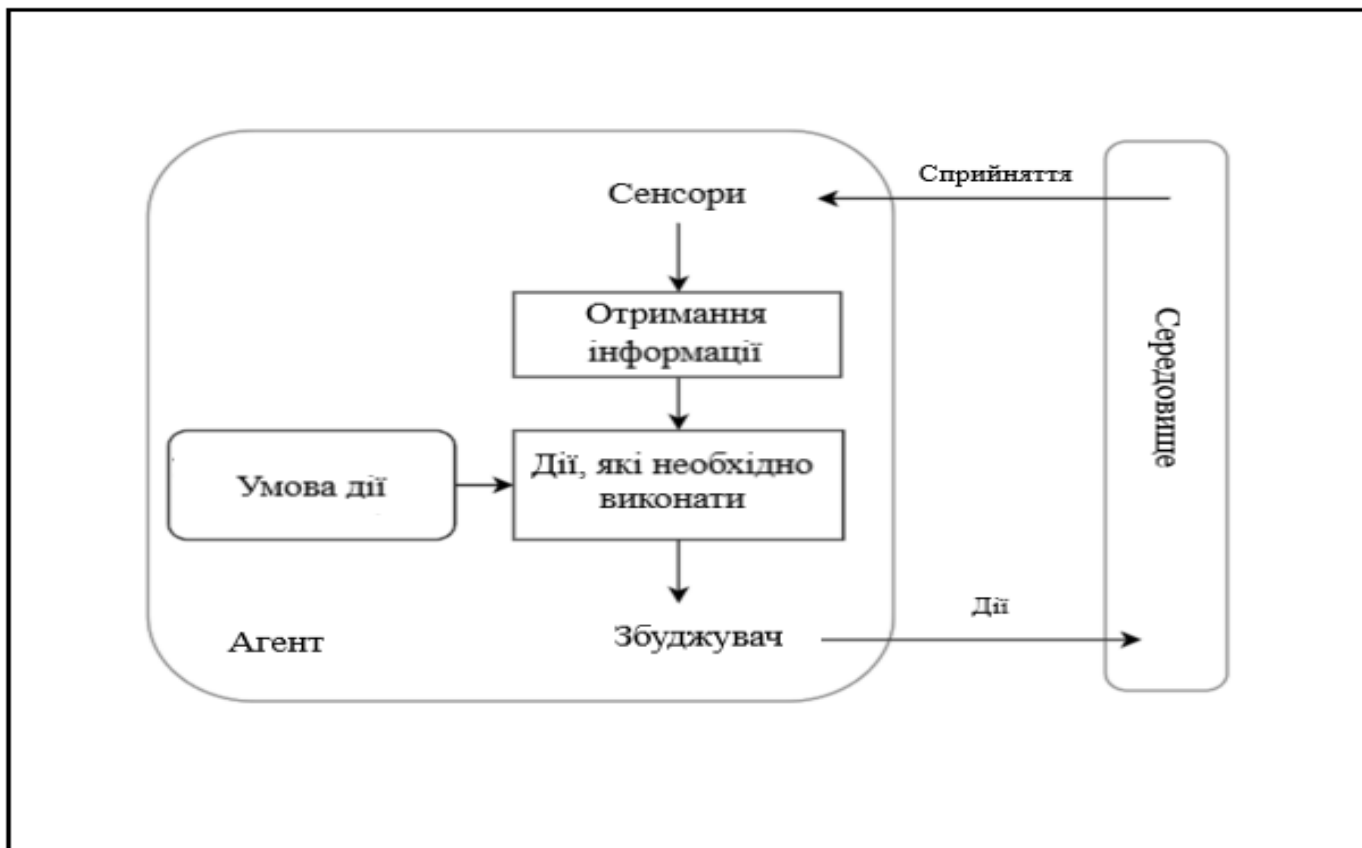 Сприйняття
Сенсори
Отримання
інформації
Середовище
Умова дії
Дії, які необхідно
виконати
Дії
Агент
Збуджувач